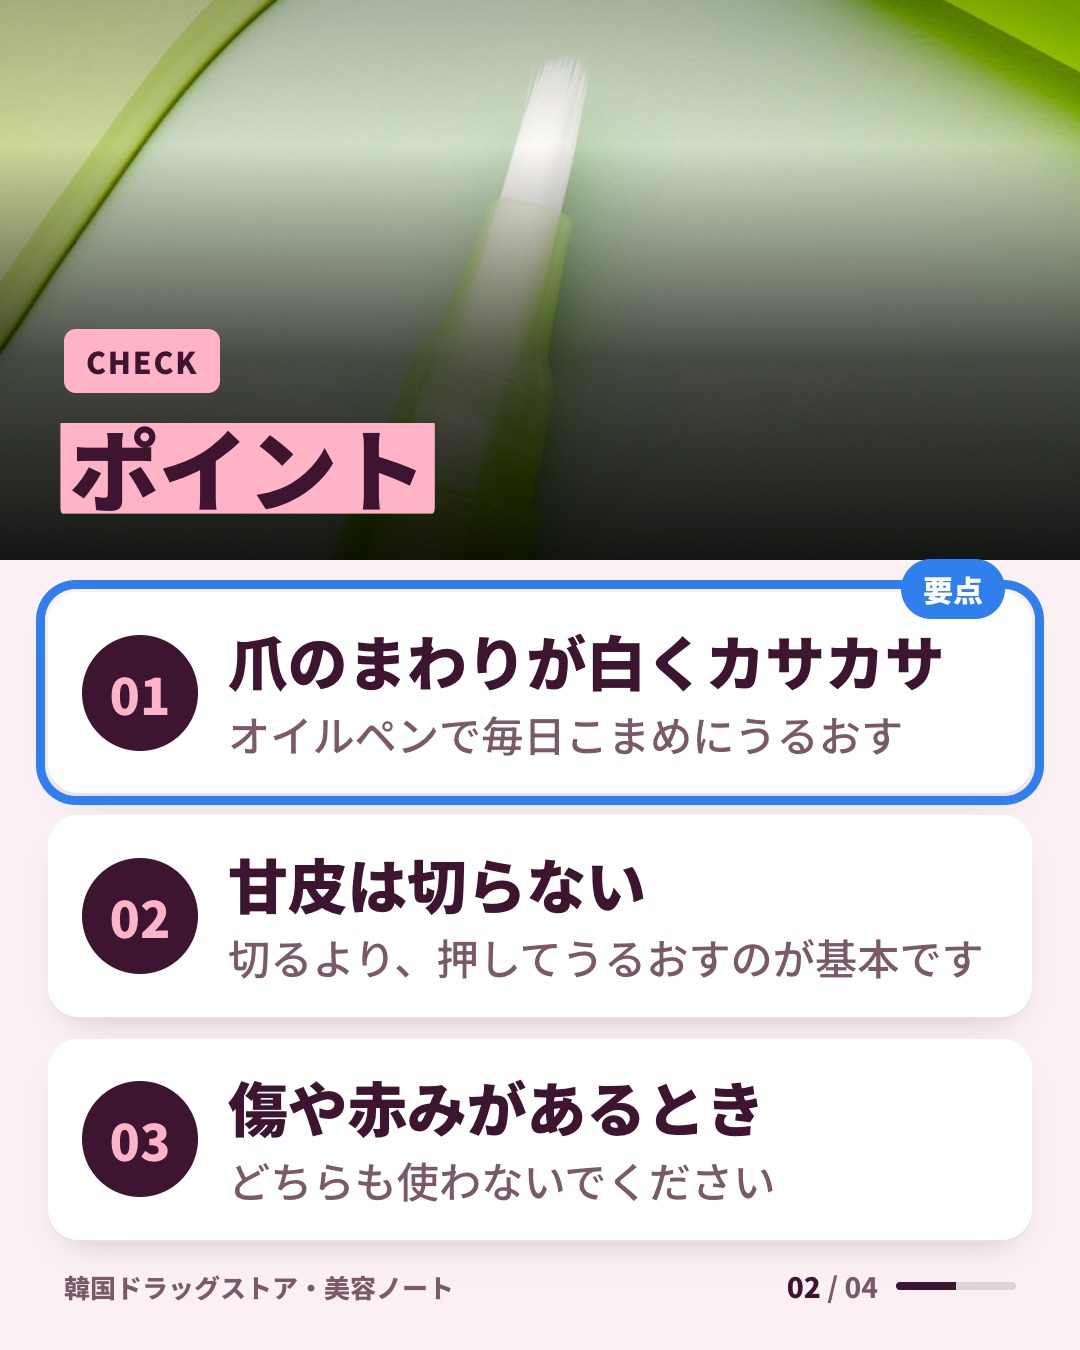 CHECK
ポイント
要点
01
爪のまわりが白くカサカサ
オイルペンで毎日こまめにうるおす
02
甘皮は切らない
切るより、押してうるおすのが基本です
03
傷や赤みがあるとき
どちらも使わないでください
韓国ドラッグストア・美容ノート
02 / 04